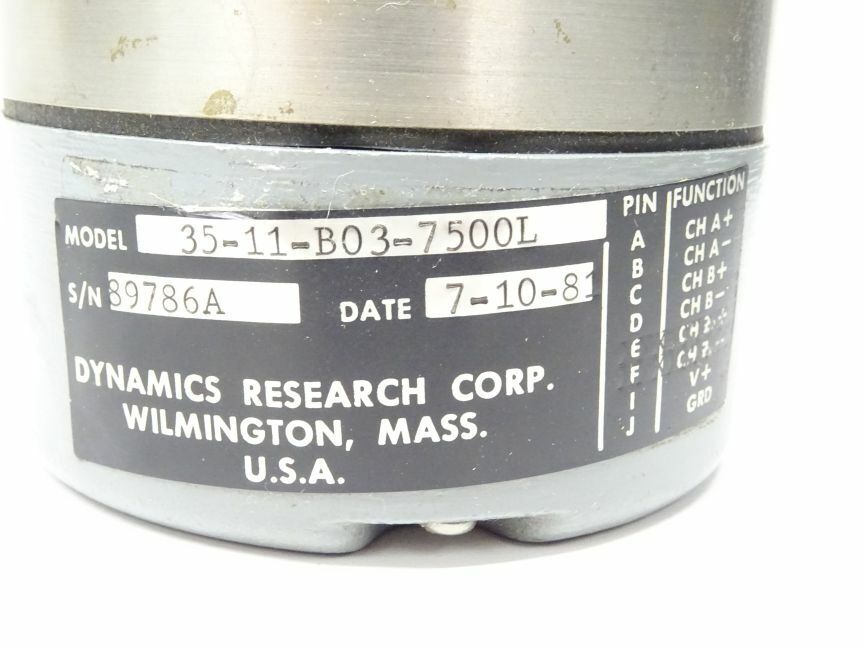 MODEL 35-11-B03-7500L
S/N 89786A DATE 7-10-81
DYNAMICS RESEARCH CORP.
WILMINGTON, MASS.
U.S.A.
PIN FUNCTION
A CH A+
B CH A-
C CH B+
D CH B-
E CH
F
I V+
J GRD